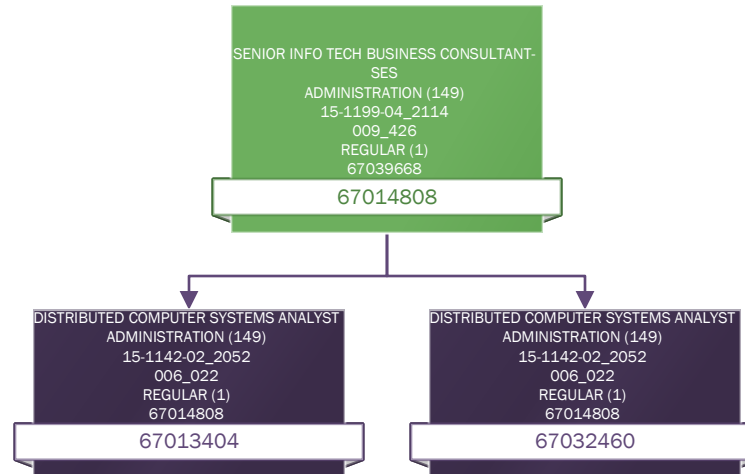 SENIOR INFO TECH BUSINESS CONSULTANT-
SES
ADMINISTRATION (149)
15-1199-04_2114
009_426
REGULAR (1)
67039668
67014808
DISTRIBUTED COMPUTER SYSTEMS ANALYST
ADMINISTRATION (149)
15-1142-02_2052
006_022
REGULAR (1)
67014808
67013404
DISTRIBUTED COMPUTER SYSTEMS ANALYST
ADMINISTRATION (149)
15-1142-02_2052
006_022
REGULAR (1)
67014808
67032460